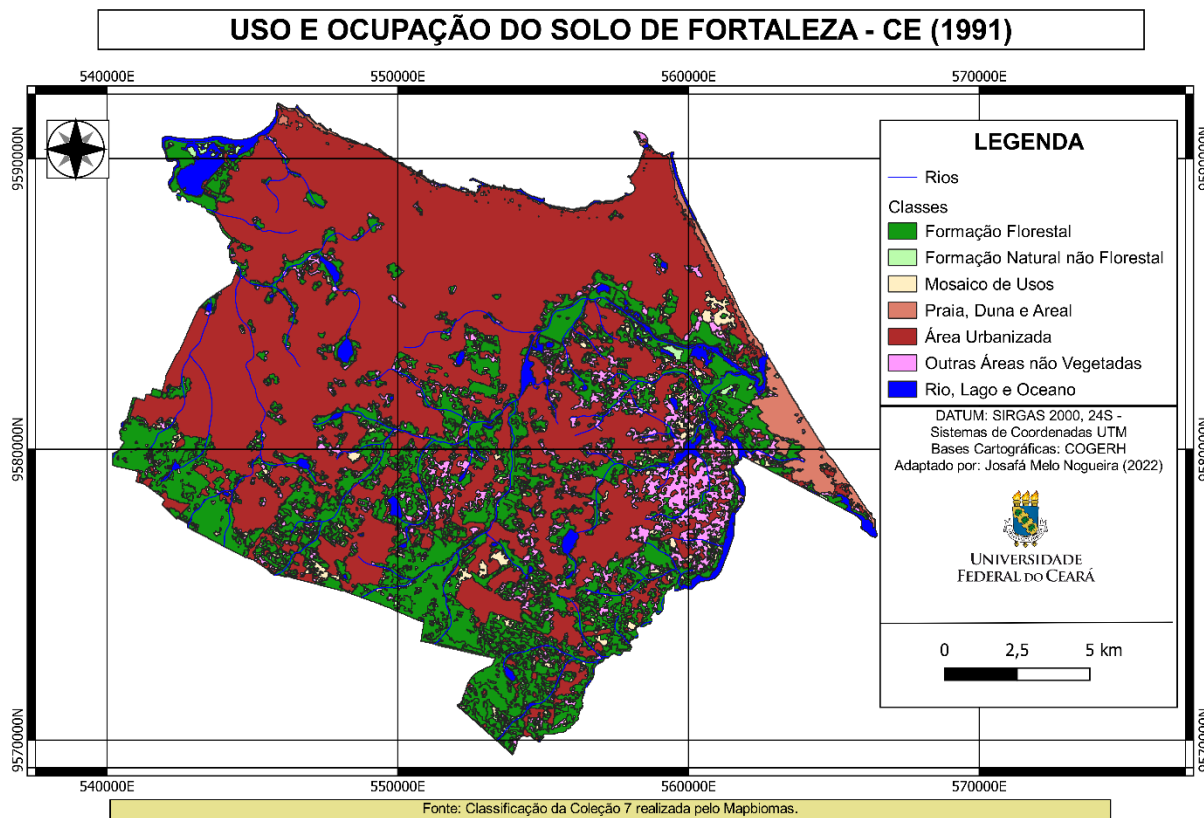 USO E OCUPAÇÃO DO SOLO DE FORTALEZA - CE (1991)
540000E 550000E 560000E 570000E
9590000N 9590000N
9580000N 9580000N
9570000N 9570000N
LEGENDA
Rios
Classes
Formação Florestal
Formação Natural não Florestal
Mosaico de Usos
Praia, Duna e Areal
Área Urbanizada
Outras Áreas não Vegetadas
Rio, Lago e Oceano
DATUM: SIRGAS 2000, 24S -
Sistemas de Coordenadas UTM
Bases Cartográficas: COGERH
Adaptado por: Josafá Melo Nogueira (2022)
UNIVERSIDADE
FEDERAL DO CEARÁ
0 2,5 5 km
540000E 550000E 560000E 570000E
Fonte: Classificação da Coleção 7 realizada pelo Mapbiomas.